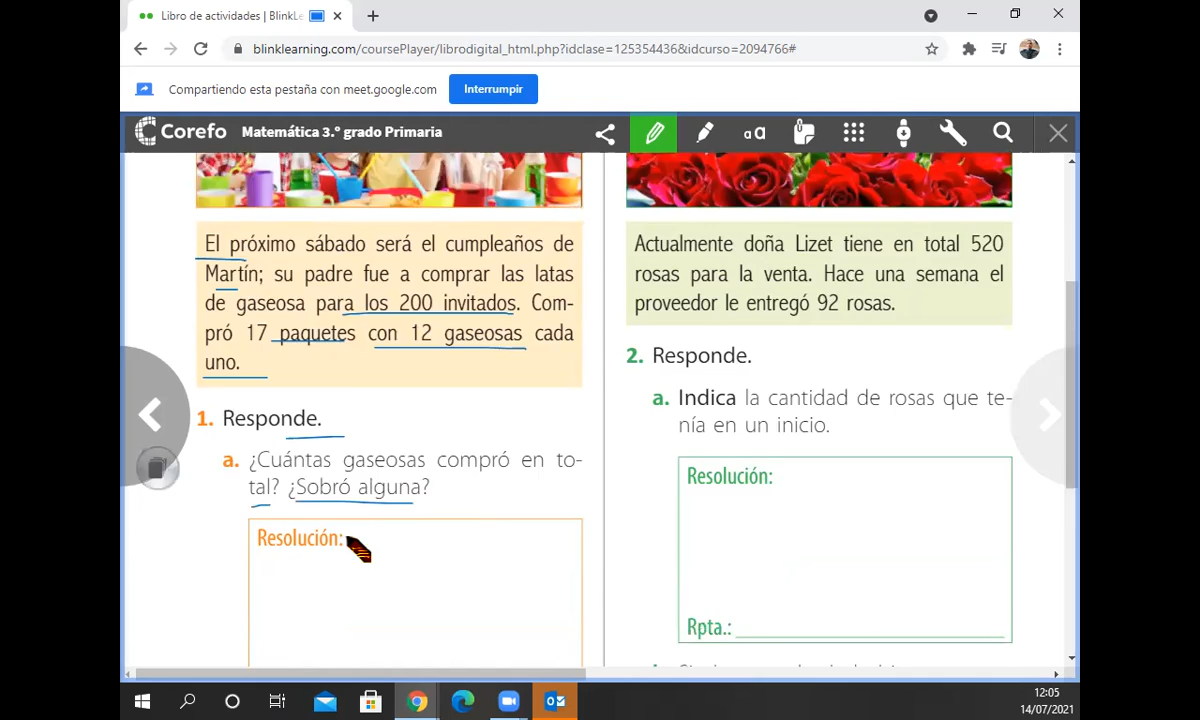 Libro de actividades | BlinkLe
blinklearning.com/coursePlayer/librodigital_html.php?idclase=125354436&idcurso=2094766#
Compartiendo esta pestaña con meet.google.com
Interrumpir
Corefo
Matemática 3.º grado Primaria
aa
El próximo sábado será el cumpleaños de
Martín; su padre fue a comprar las latas
de gaseosa para los 200 invitados. Com-
pró 17 paquetes con 12 gaseosas cada
uno.
1. Responde.
a. ¿Cuántas gaseosas compró en to-
tal? ¿Sobró alguna?
Resolución:
Actualmente doña Lizet tiene en total 520
rosas para la venta. Hace una semana el
proveedor le entregó 92 rosas.
2. Responde.
a. Indica la cantidad de rosas que te-
nía en un inicio.
Resolución:
Rpta.:
12:05
14/07/2021